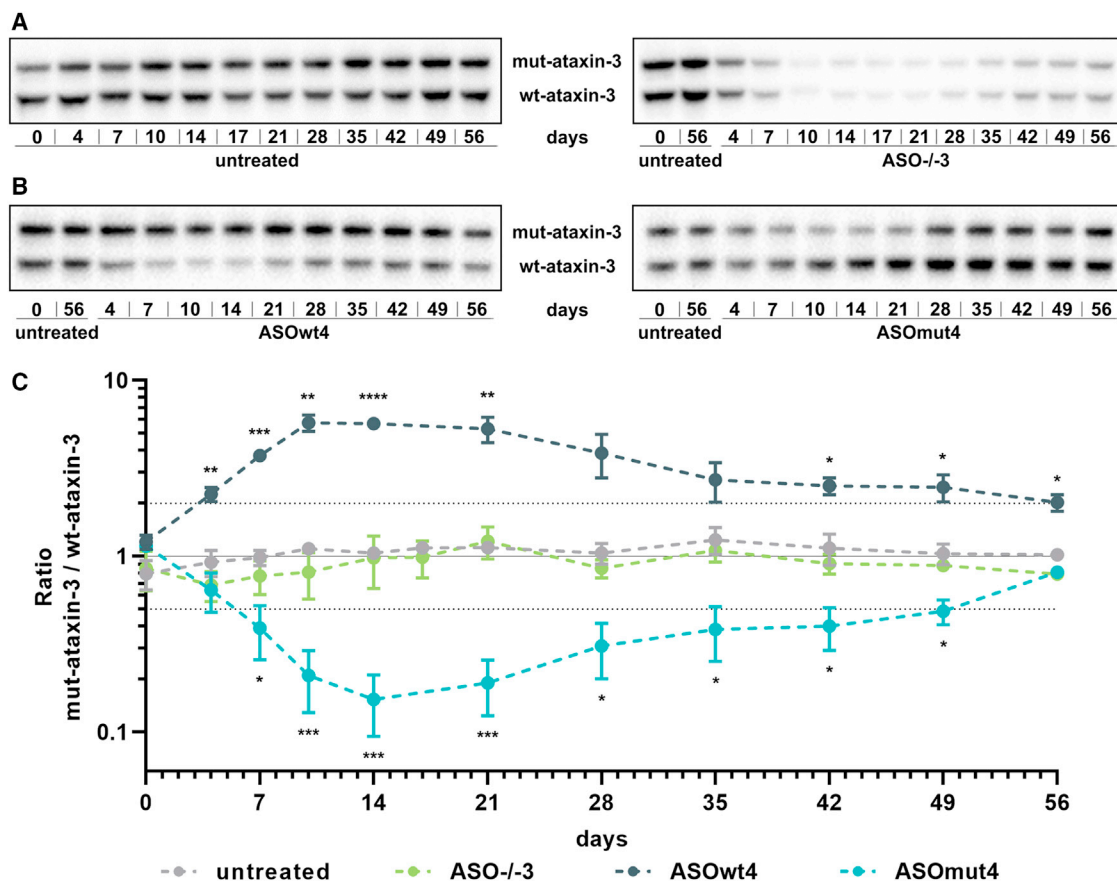 A
mut-ataxin-3
wt-ataxin-3
0 | 4 | 7 | 10 | 14 | 17 | 21 | 28 | 35 | 42 | 49 | 56
days
0 | 56 | 4 | 7 | 10 | 14 | 17 | 21 | 28 | 35 | 42 | 49 | 56
untreated
untreated
ASO-/-3
B
mut-ataxin-3
wt-ataxin-3
0 | 56 | 4 | 7 | 10 | 14 | 21 | 28 | 35 | 42 | 49 | 56
days
0 | 56 | 4 | 7 | 10 | 14 | 21 | 28 | 35 | 42 | 49 | 56
untreated
ASOwt4
untreated
ASOmut4
C
Ratio
mut-ataxin-3 / wt-ataxin-3
10
1
0.1
** *** ** **** ** * * *
* *** *** *** * * * *
0 7 14 21 28 35 42 49 56
days
untreated ASO-/-3 ASOwt4 ASOmut4